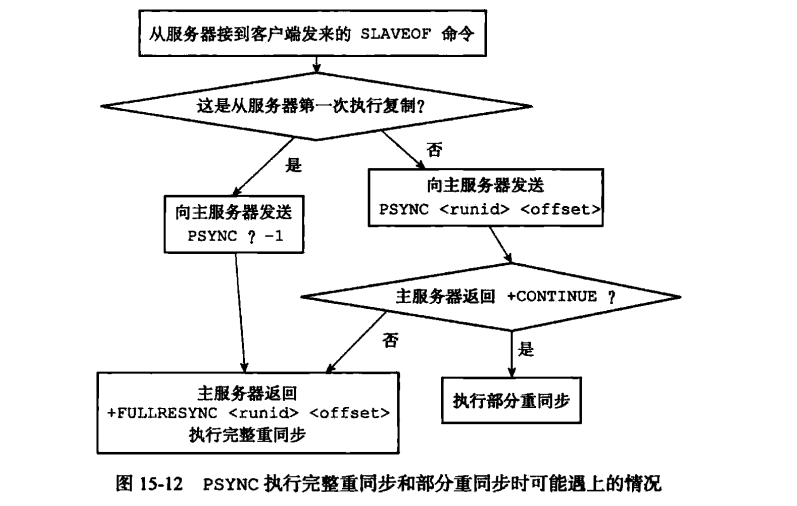 从服务器接到客户端发来的 SLAVEOF 命令
这是从服务器第一次执行复制？
是
否
向主服务器发送
PSYNC ? -1
向主服务器发送
PSYNC <runid> <offset>
主服务器返回 +CONTINUE ?
否
是
主服务器返回
+FULLRESYNC <runid> <offset>
执行完整重同步
执行部分重同步
图 15-12 PSYNC 执行完整重同步和部分重同步时可能遇上的情况